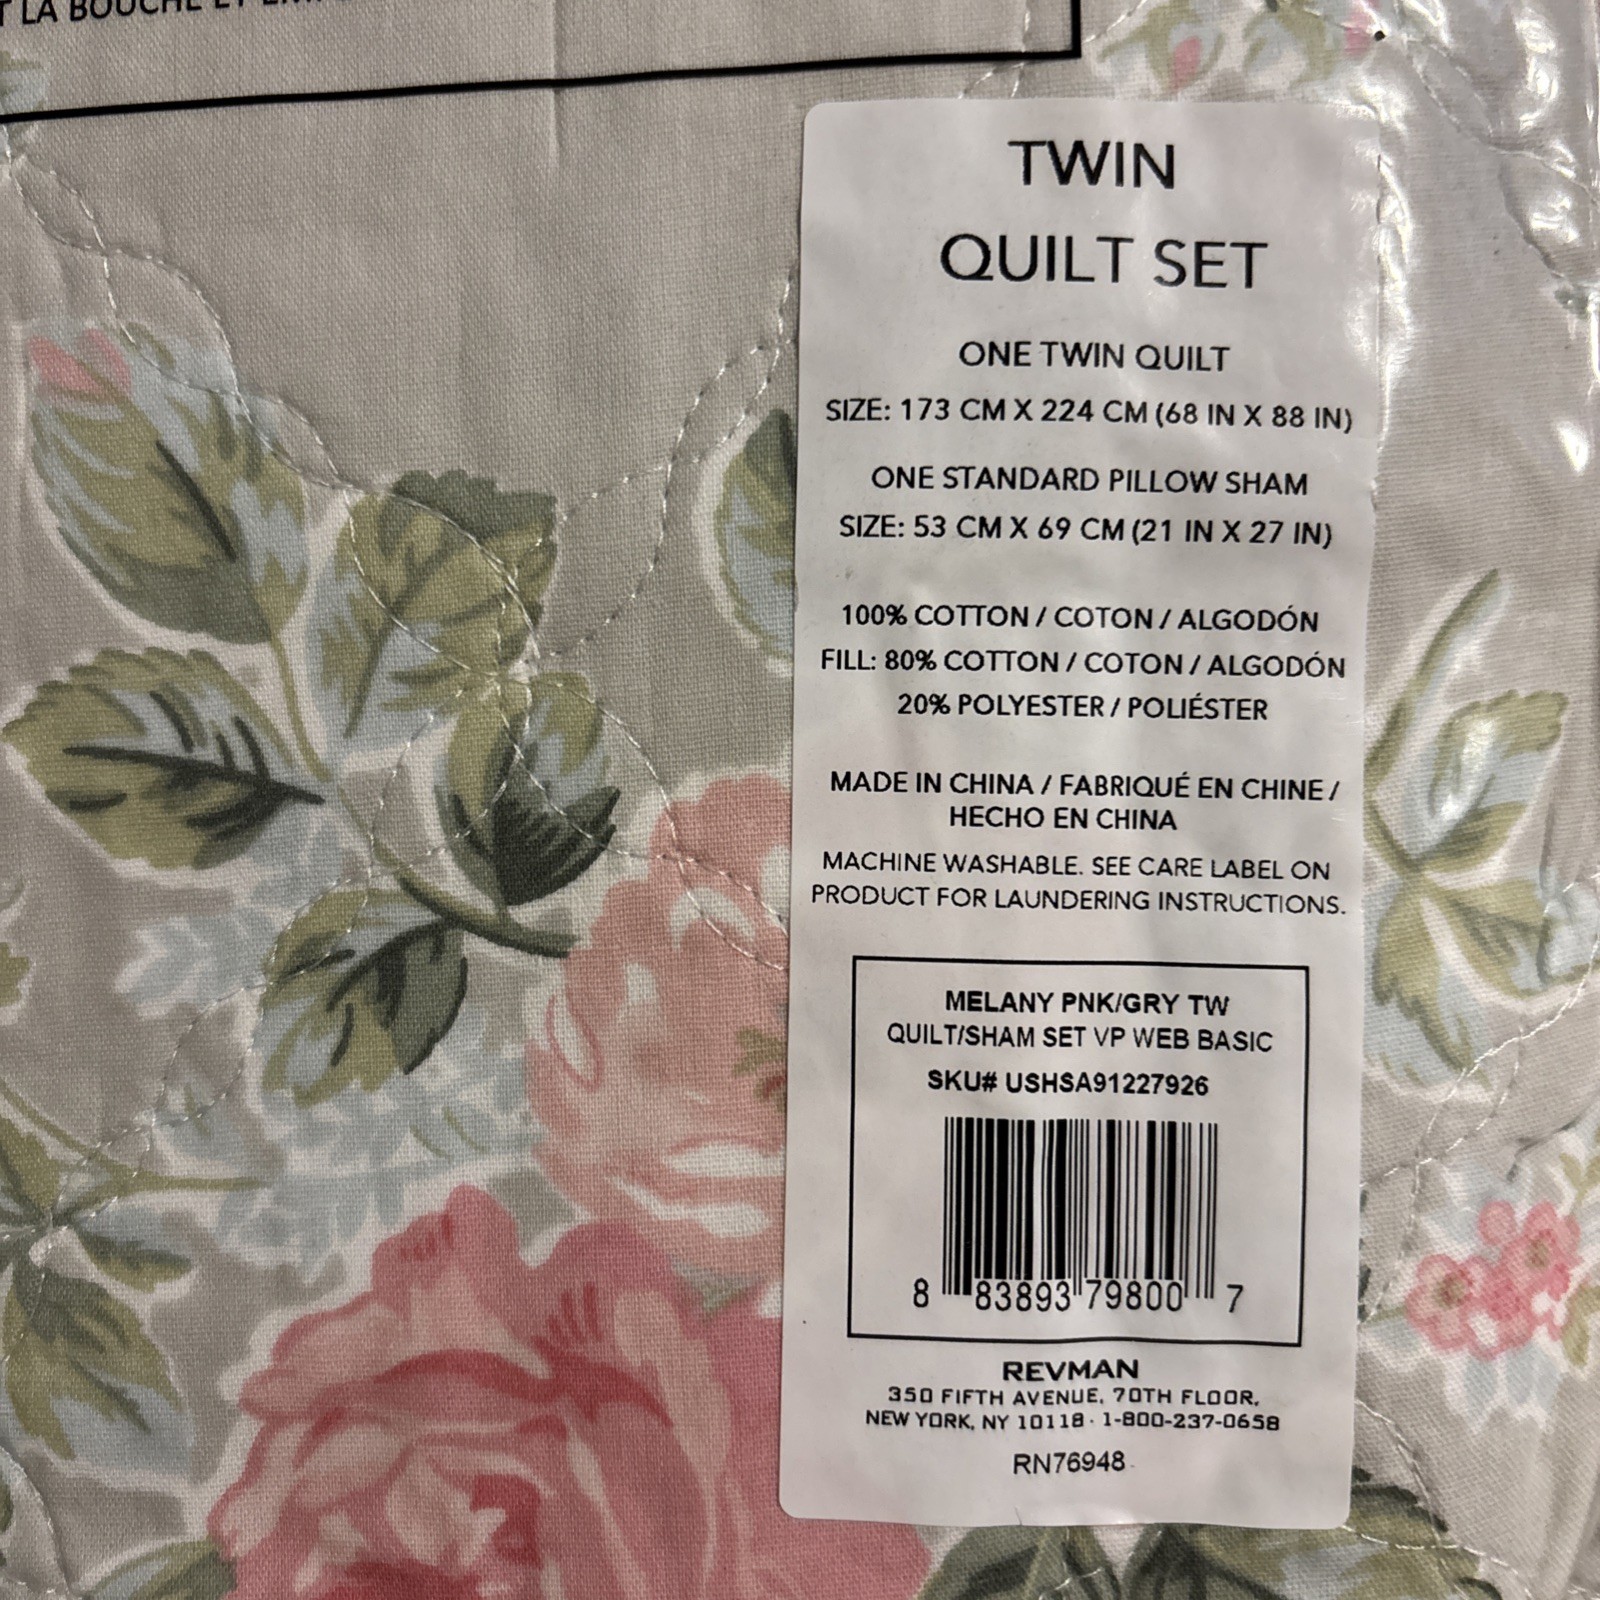 LA BOUCHE ET
TWIN
QUILT SET
ONE TWIN QUILT
SIZE: 173 CM X 224 CM (68 IN X 88 IN)
ONE STANDARD PILLOW SHAM
SIZE: 53 CM X 69 CM (21 IN X 27 IN)
100% COTTON / COTON / ALGODÓN
FILL: 80% COTTON / COTON / ALGODÓN
20% POLYESTER / POLIÉSTER
MADE IN CHINA / FABRIQUÉ EN CHINE /
HECHO EN CHINA
MACHINE WASHABLE. SEE CARE LABEL ON
PRODUCT FOR LAUNDERING INSTRUCTIONS.
MELANY PNK/GRY TW
QUILT/SHAM SET VP WEB BASIC
SKU# USHSA91227926
8 83893 79800 7
REVMAN
350 FIFTH AVENUE, 70TH FLOOR,
NEW YORK, NY 10118 · 1-800-237-0658
RN76948